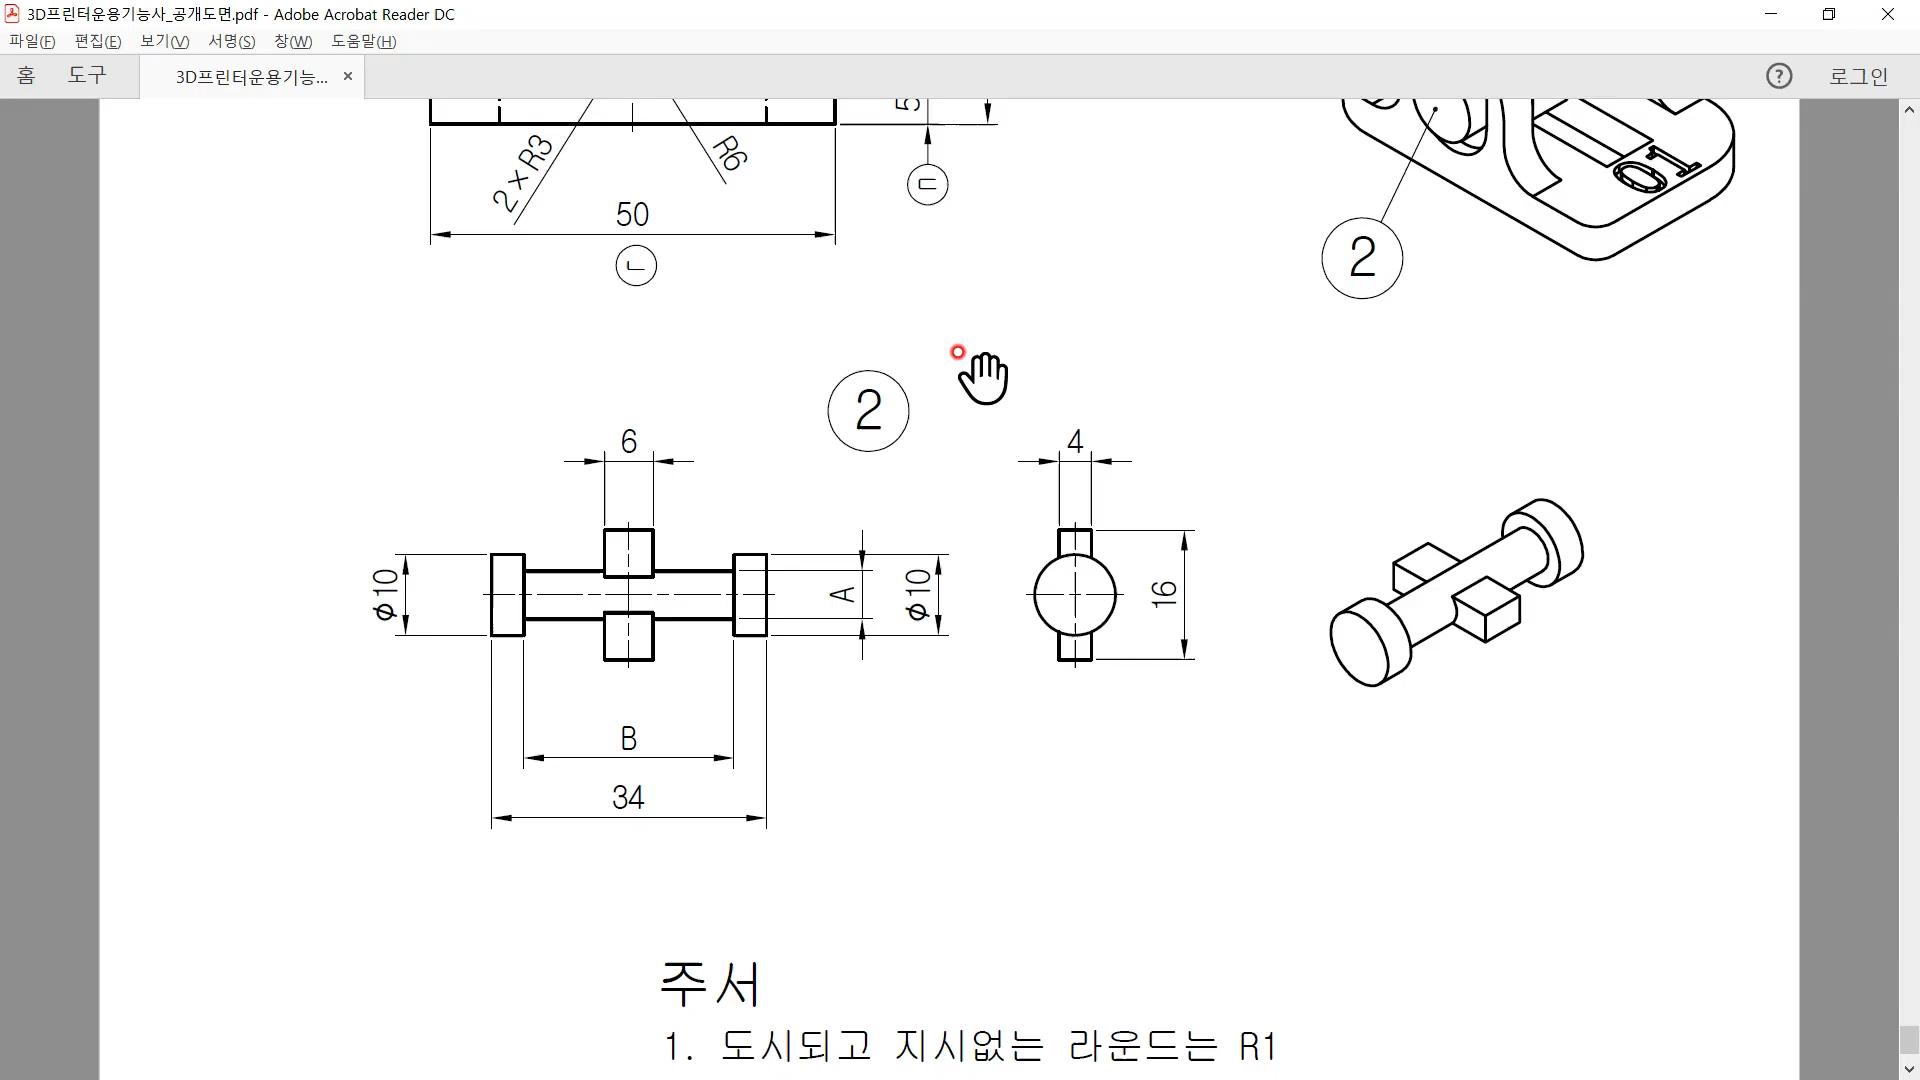 3D프린터운용기능사_공개도면.pdf - Adobe Acrobat Reader DC
파일(F) 편집(E) 보기(V) 서명(S) 창(W) 도움말(H)
홈 도구 3D프린터운용기능... × ? 로그인
5
2×R3
R6
ㄷ
01
50
ㄴ
2
2
6
4
ϕ10
A
ϕ10
16
B
34
주서
1. 도시되고 지시없는 라운드는 R1